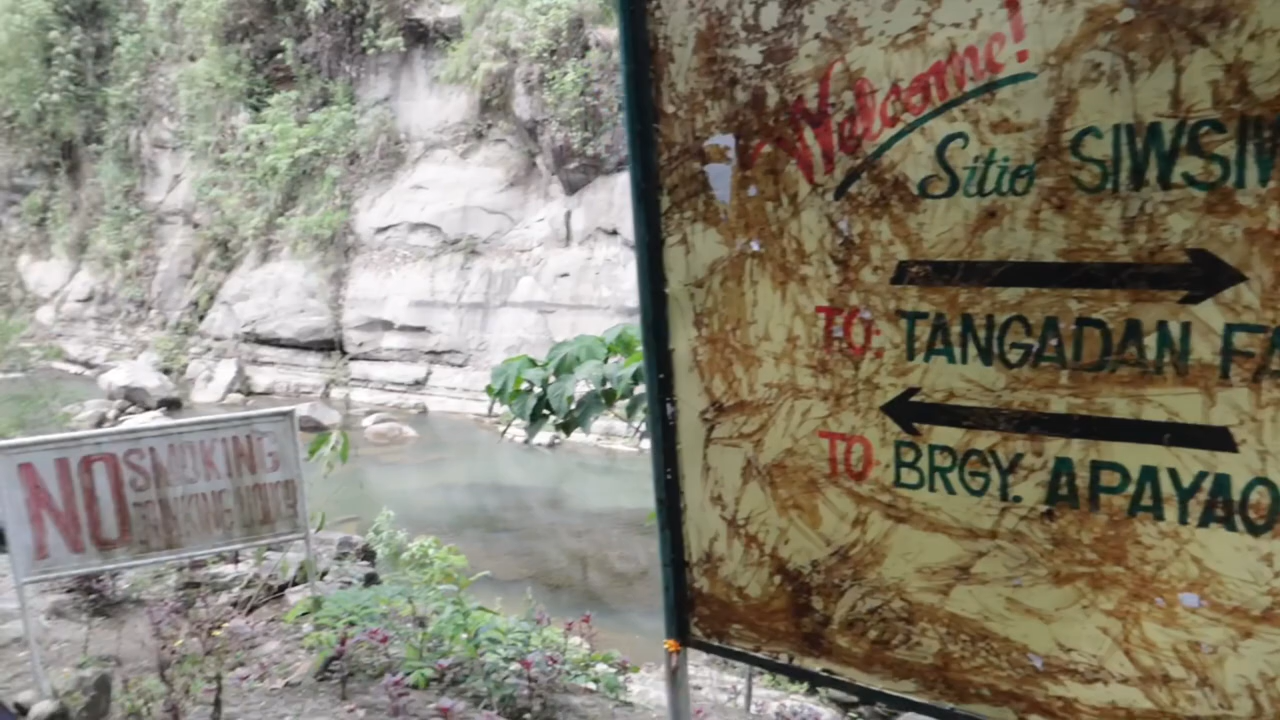 Welcome!
Sitio SIWSIW
TO: TANGADAN FA
TO BRGY. APAYAO
NO SMOKING